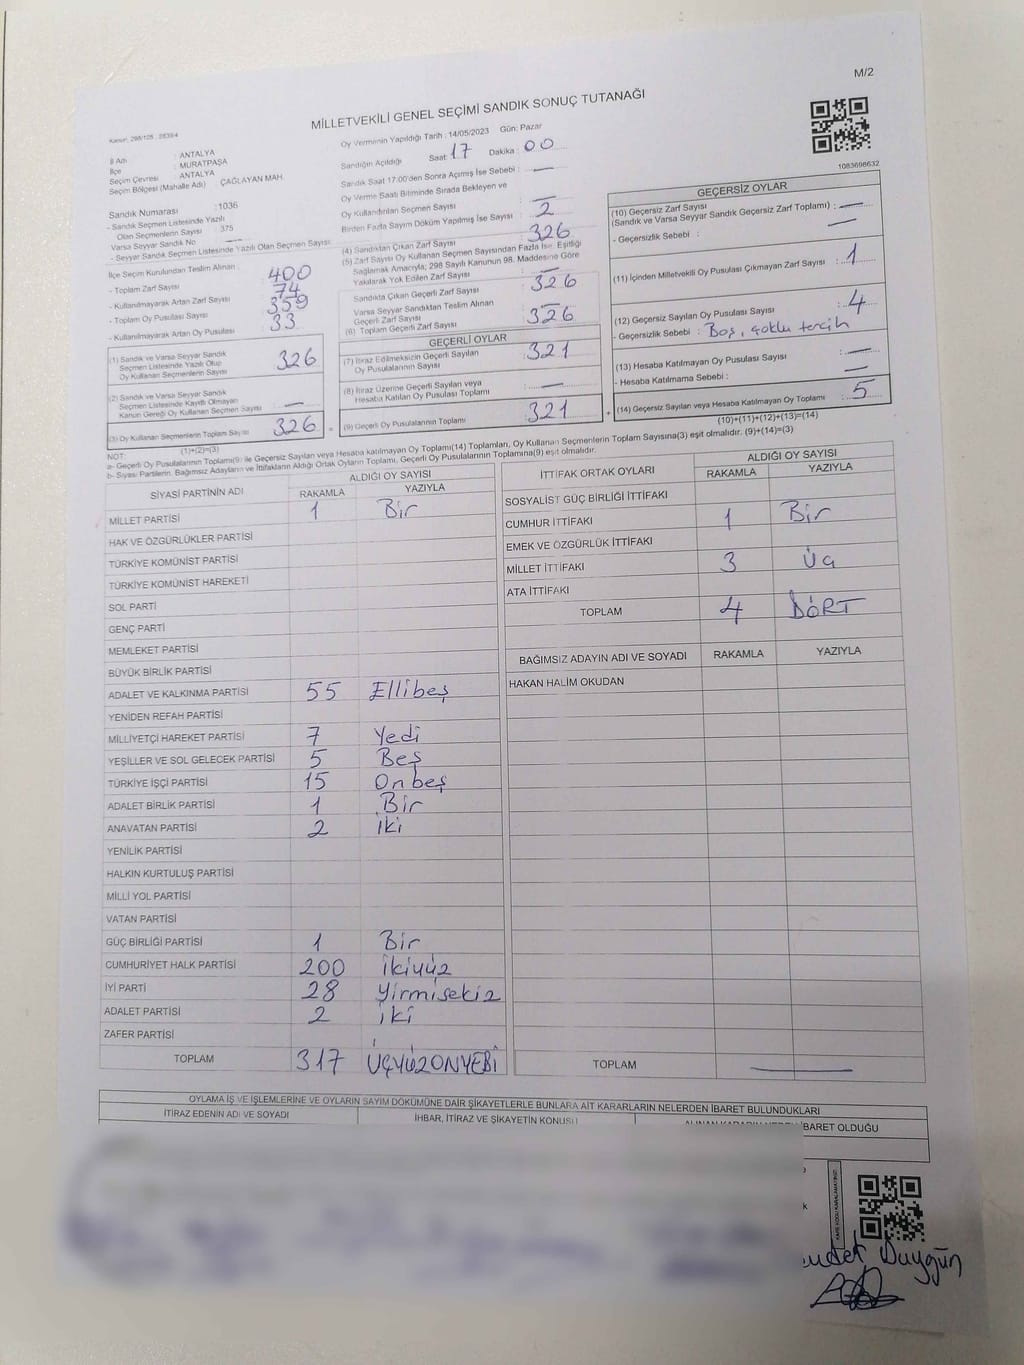 M/2
MİLLETVEKİLİ GENEL SEÇİMİ SANDIK SONUÇ TUTANAĞI
İl Adı : ANTALYA
İlçe : MURATPAŞA
Seçim Çevresi : ANTALYA
Seçim Bölgesi (Mahalle Adı) : ÇAĞLAYAN MAH
Sandık Numarası : 1036
- Sandık Seçmen Listesinde Yazılı
Olan Seçmenlerin Sayısı : 375
Varsa Seyyar Sandık No
- Seyyar Sandık Seçmen Listesinde Yazılı Olan Seçmen Sayısı:
İlçe Seçim Kurulundan Teslim Alınan :
- Toplam Zarf Sayısı 400
- Kullanılmayarak Artan Zarf Sayısı 74
- Toplam Oy Pusulası Sayısı 359
- Kullanılmayarak Artan Oy Pusulası 33
(1) Sandık ve Varsa Seyyar Sandık
Seçmen Listesinde Yazılı Olup
Oy Kullanan Seçmenlerin Sayısı 326
(2) Sandık ve Varsa Seyyar Sandık
Seçmen Listesinde Kayıtlı Olmayan
Kanun Gereği Oy Kullanan Seçmen Sayısı : —
(3) Oy Kullanan Seçmenlerin Toplam Sayısı 326
(1)+(2)=(3)
Oy Verminin Yapıldığı Tarih : 14/05/2023 Gün: Pazar
Sandığın Açıldığı Saat : 17 Dakika : 00
Sandık Saat 17:00'den Sonra Açımış İse Sebebi : —
Oy Verme Saati Bitiminde Sırada Bekleyen ve
Oy Kullandırılan Seçmen Sayısı —
Birden Fazla Sayım Döküm Yapılmış İse Sayısı : 2
(4) Sandıktan Çıkan Zarf Sayısı 326
(5) Zarf Sayısı Oy Kullanan Seçmen Sayısından Fazla İse, Eşitliği
Sağlamak Amacıyla; 298 Sayılı Kanunun 98. Maddesine Göre
Yakılarak Yok Edilen Zarf Sayısı : —
Sandıkta Çıkan Geçerli Zarf Sayısı : 326
Varsa Seyyar Sandıktan Teslim Alınan
Geçerli Zarf Sayısı : —
(6) Toplam Geçerli Zarf Sayısı : 326
GEÇERLİ OYLAR
(7) İtiraz Edilmeksizin Geçerli Sayılan
Oy Pusulalarının Sayısı : 321
(8) İtiraz Üzerine Geçerli Sayılan veya
Hesaba Katılan Oy Pusulası Toplamı : —
(9) Geçerli Oy Pusulalarının Toplamı : 321
1083698632
GEÇERSİZ OYLAR
(10) Geçersiz Zarf Sayısı
(Sandık ve Varsa Seyyar Sandık Geçersiz Zarf Toplamı) : —
- Geçersizlik Sebebi : —
(11) İçinden Milletvekili Oy Pusulası Çıkmayan Zarf Sayısı : 1
(12) Geçersiz Sayılan Oy Pusulası Sayısı : 4
- Geçersizlik Sebebi : Boş, çoklu tercih
(13) Hesaba Katılmayan Oy Pusulası Sayısı : —
- Hesaba Katılmama Sebebi : —
(14) Geçersiz Sayılan veya Hesaba Katılmayan Oy Toplamı : 5
(10)+(11)+(12)+(13)=(14)
NOT:
a- Geçerli Oy Pusulalarının Toplamı(9) ile Geçersiz Sayılan veya Hesaba katılmayan Oy Toplamı(14) Toplamları, Oy Kullanan Seçmenlerin Toplam Sayısına(3) eşit olmalıdır. (9)+(14)=(3)
b- Siyasi Partilerin, Bağımsız Adayların ve İttifakların Aldığı Ortak Oyların Toplamı, Geçerli Oy Pusulalarının Toplamına(9) eşit olmalıdır.
SİYASİ PARTİNİN ADI ALDIĞI OY SAYISI
RAKAMLA YAZIYLA
MİLLET PARTİSİ 1 Bir
HAK VE ÖZGÜRLÜKLER PARTİSİ
TÜRKİYE KOMÜNİST PARTİSİ
TÜRKİYE KOMÜNİST HAREKETİ
SOL PARTİ
GENÇ PARTİ
MEMLEKET PARTİSİ
BÜYÜK BİRLİK PARTİSİ
ADALET VE KALKINMA PARTİSİ 55 Ellibeş
YENİDEN REFAH PARTİSİ
MİLLİYETÇİ HAREKET PARTİSİ 7 Yedi
YEŞİLLER VE SOL GELECEK PARTİSİ 5 Beş
TÜRKİYE İŞÇİ PARTİSİ 15 Onbeş
ADALET BİRLİK PARTİSİ 1 Bir
ANAVATAN PARTİSİ 2 İki
YENİLİK PARTİSİ
HALKIN KURTULUŞ PARTİSİ
MİLLİ YOL PARTİSİ
VATAN PARTİSİ
GÜÇ BİRLİĞİ PARTİSİ 1 Bir
CUMHURİYET HALK PARTİSİ 200 İkiyüz
İYİ PARTİ 28 Yirmisekiz
ADALET PARTİSİ 2 İki
ZAFER PARTİSİ
TOPLAM 317 ÜÇYÜZONYEDİ
İTTİFAK ORTAK OYLARI ALDIĞI OY SAYISI
RAKAMLA YAZIYLA
SOSYALİST GÜÇ BİRLİĞİ İTTİFAKI
CUMHUR İTTİFAKI 1 Bir
EMEK VE ÖZGÜRLÜK İTTİFAKI
MİLLET İTTİFAKI 3 Üç
ATA İTTİFAKI
TOPLAM 4 DÖRT
BAĞIMSIZ ADAYIN ADI VE SOYADI RAKAMLA YAZIYLA
HAKAN HALİM OKUDAN
TOPLAM —
OYLAMA İŞ VE İŞLEMLERİNE VE OYLARIN SAYIM DÖKÜMÜNE DAİR ŞİKAYETLERLE BUNLARA AİT KARARLARIN NELERDEN İBARET BULUNDUKLARI
İTİRAZ EDENİN ADI VE SOYADI
İHBAR, İTİRAZ VE ŞİKAYETİN KONUSU
İBARET OLDUĞU
Duygün